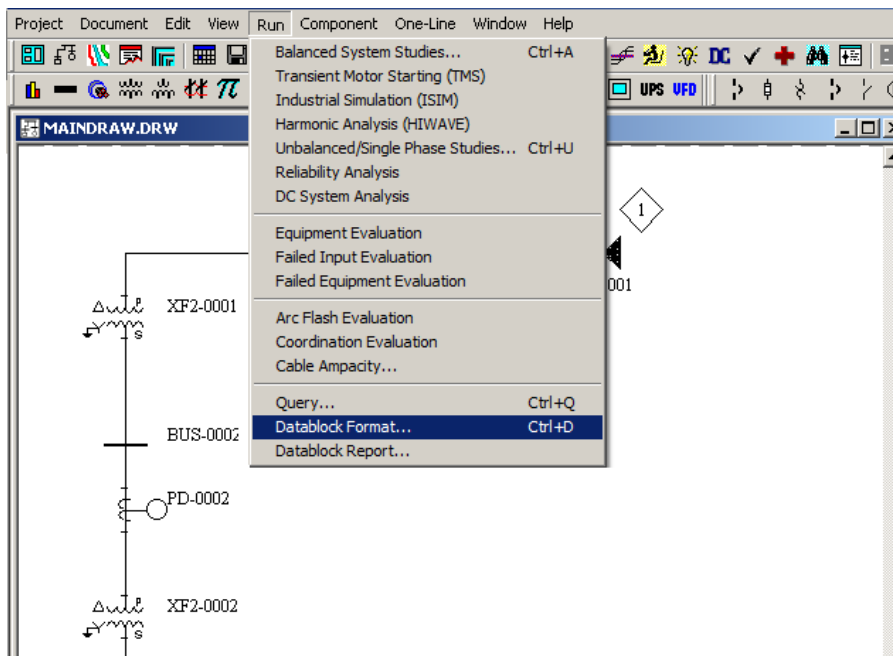 Project Document Edit View Run Component One-Line Window Help
DC
π UPS VFD
MAINDRAW.DRW
Balanced System Studies... Ctrl+A
Transient Motor Starting (TMS)
Industrial Simulation (ISIM)
Harmonic Analysis (HIWAVE)
Unbalanced/Single Phase Studies... Ctrl+U
Reliability Analysis
DC System Analysis
Equipment Evaluation
Failed Input Evaluation
Failed Equipment Evaluation
Arc Flash Evaluation
Coordination Evaluation
Cable Ampacity...
Query... Ctrl+Q
Datablock Format... Ctrl+D
Datablock Report...
1
001
XF2-0001
S
BUS-0002
PD-0002
XF2-0002
S